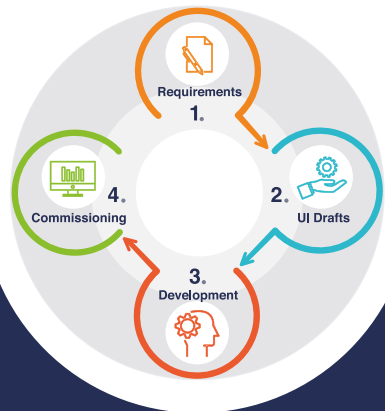 Requirements
1.
2.
UI Drafts
3.
Development
4.
Commissioning